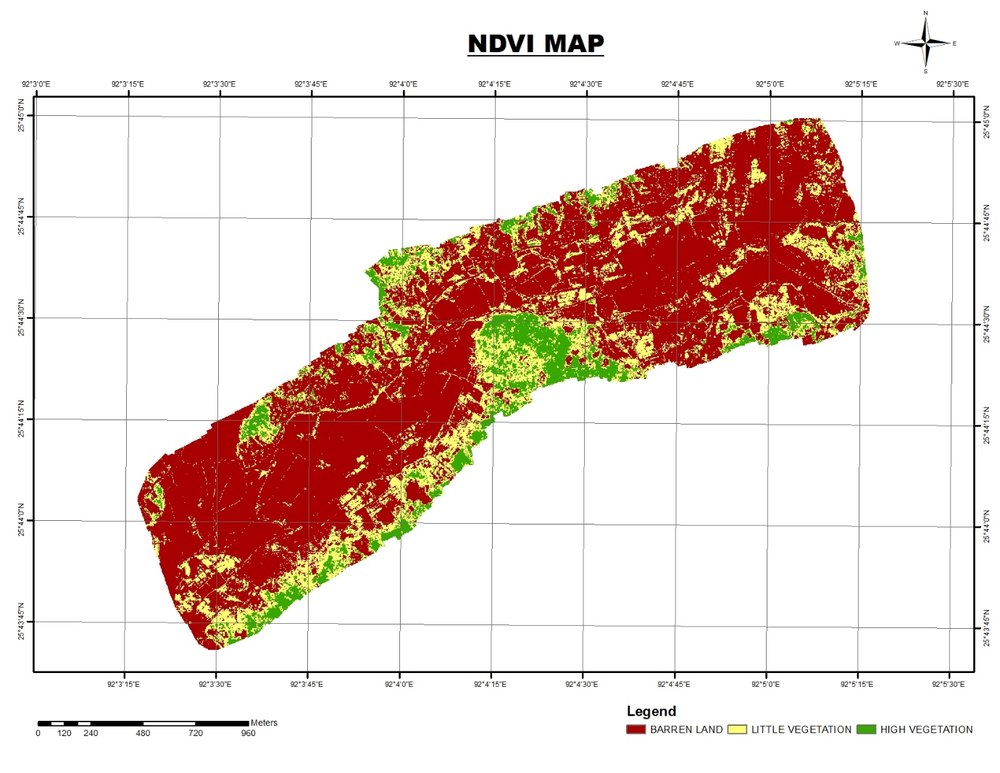 N
NDVI MAP
W E
S
92°3'0"E 92°3'15"E 92°3'30"E 92°3'45"E 92°4'0"E 92°4'15"E 92°4'30"E 92°4'45"E 92°5'0"E 92°5'15"E 92°5'30"E
25°45'0"N 25°45'0"N
25°44'45"N 25°44'45"N
25°44'30"N 25°44'30"N
25°44'15"N 25°44'15"N
25°44'0"N 25°44'0"N
25°43'45"N 25°43'45"N
92°3'15"E 92°3'30"E 92°3'45"E 92°4'0"E 92°4'15"E 92°4'30"E 92°4'45"E 92°5'0"E 92°5'15"E 92°5'30"E
Legend
Meters
0 120 240 480 720 960
BARREN LAND LITTLE VEGETATION HIGH VEGETATION